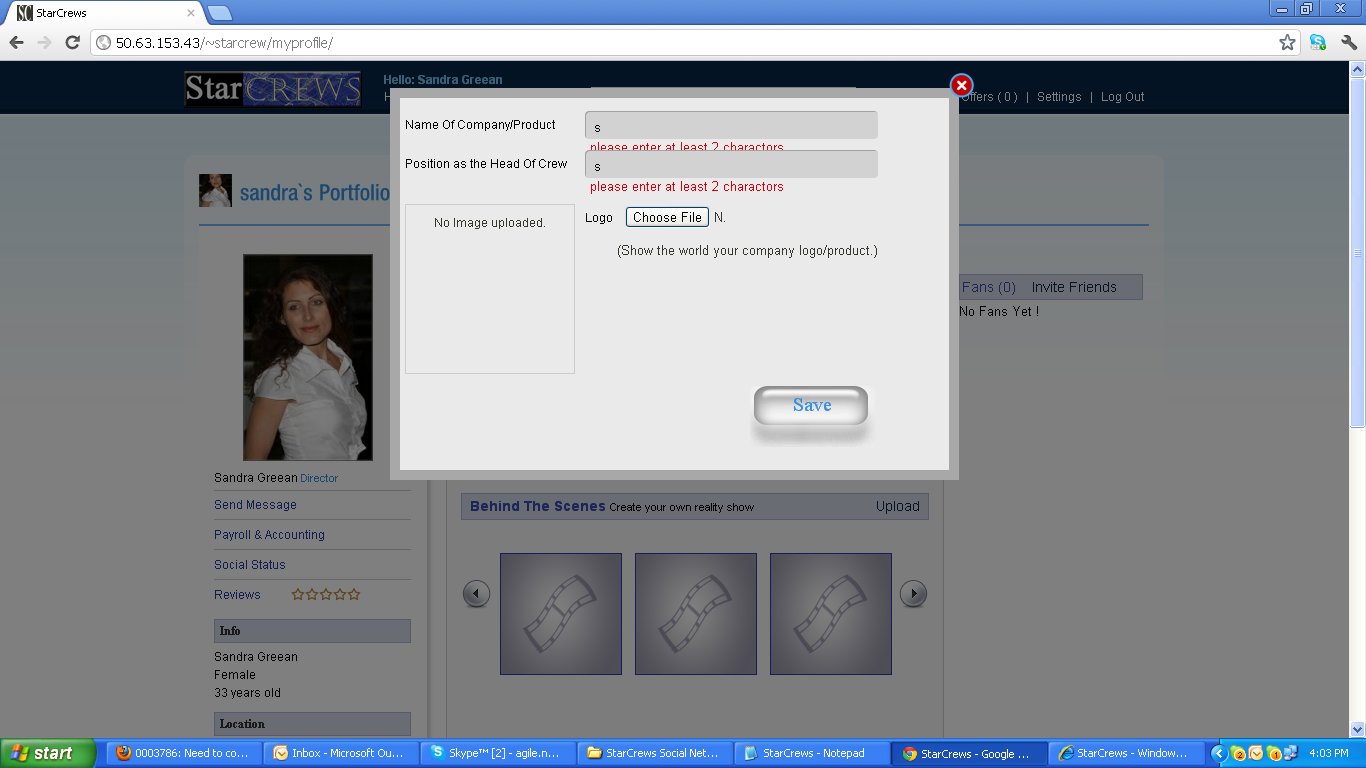 StarCrews
50.63.153.43/~starcrew/myprofile/
StarCREWS
Hello: Sandra Greean
H
Offers ( 0 ) | Settings | Log Out
Name Of Company/Product
s
please enter at least 2 charactors
Position as the Head Of Crew
s
please enter at least 2 charactors
sandra`s Portfolio
No Image uploaded.
Logo Choose File N.
(Show the world your company logo/product.)
Save
Fans (0) Invite Friends
No Fans Yet !
Sandra Greean Director
Send Message
Payroll & Accounting
Social Status
Reviews
Info
Sandra Greean
Female
33 years old
Location
Behind The Scenes Create your own reality show Upload
start
0003786: Need to co...
Inbox - Microsoft Ou...
Skype™ [2] - agile.n...
StarCrews Social Net...
StarCrews - Notepad
StarCrews - Google ...
StarCrews - Window...
4:03 PM